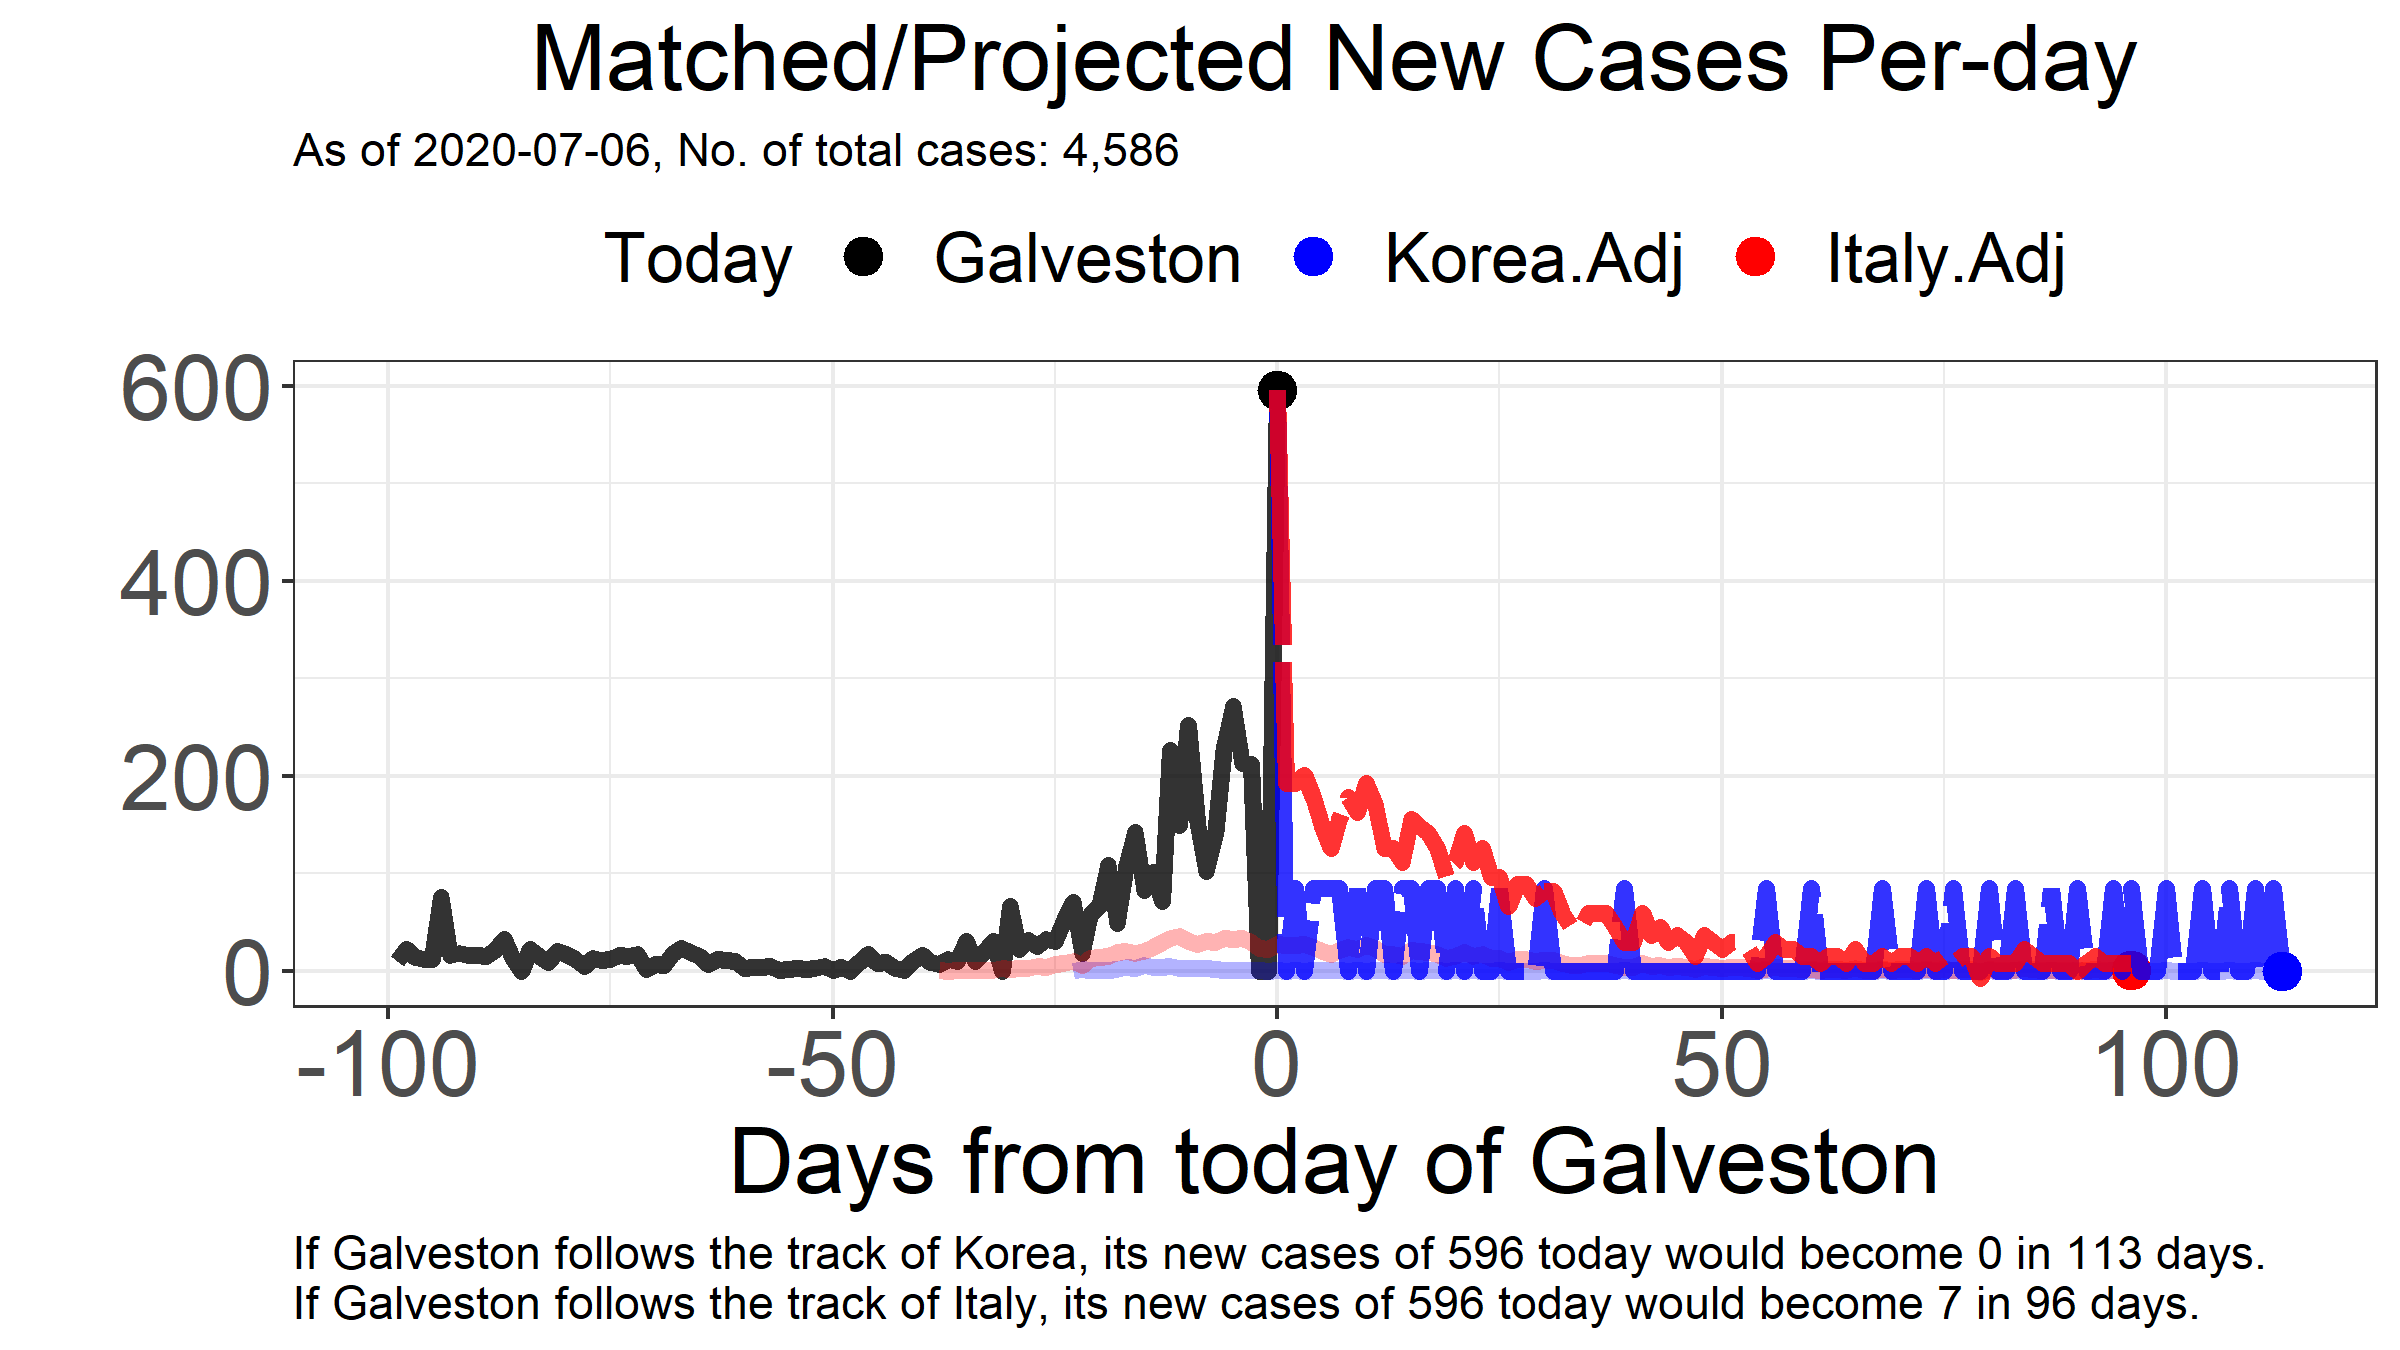 Matched/Projected New Cases Per-day
As of 2020-07-06, No. of total cases: 4,586
Today Galveston Korea.Adj Italy.Adj
600
400
200
0
-100 -50 0 50 100
Days from today of Galveston
If Galveston follows the track of Korea, its new cases of 596 today would become 0 in 113 days.
If Galveston follows the track of Italy, its new cases of 596 today would become 7 in 96 days.